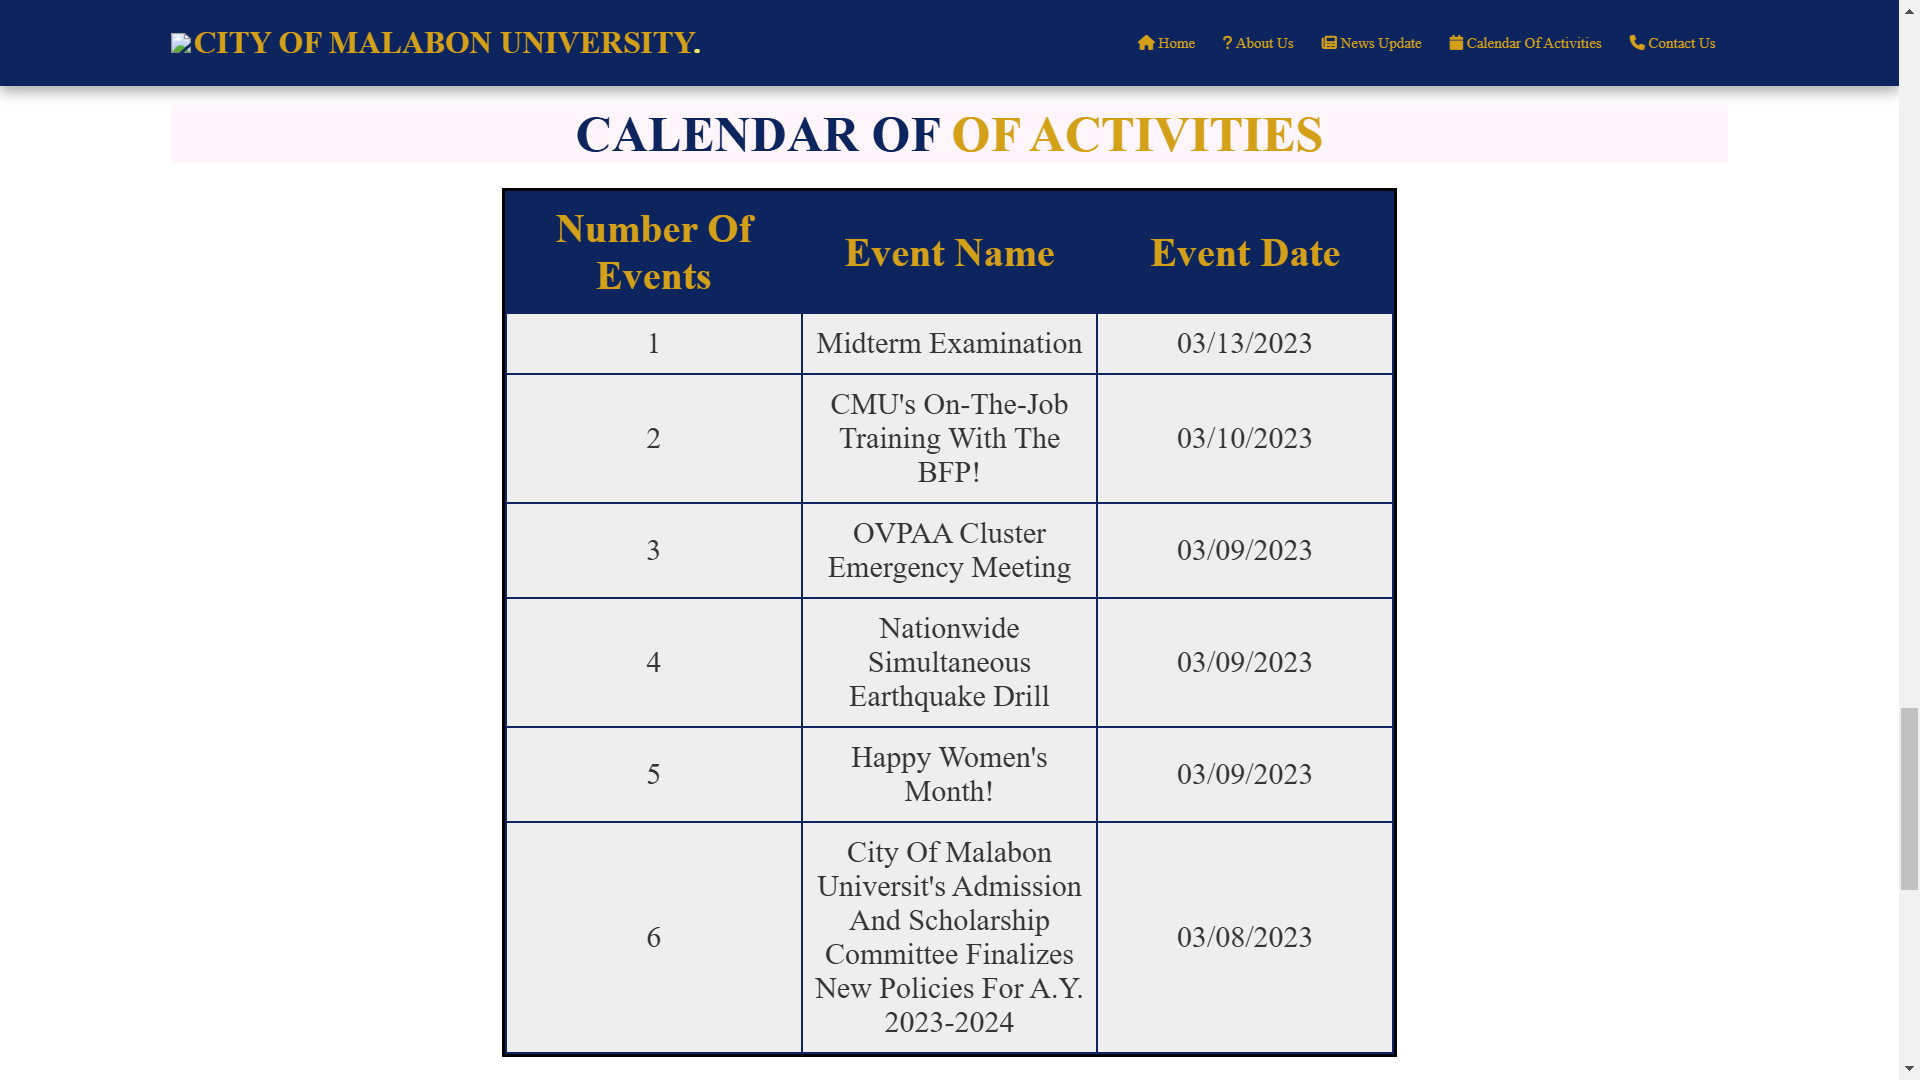 CITY OF MALABON UNIVERSITY.
Home
? About Us
News Update
Calendar Of Activities
Contact Us
CALENDAR OF OF ACTIVITIES
Number Of
Events
Event Name
Event Date
1
Midterm Examination
03/13/2023
2
CMU's On-The-Job
Training With The
BFP!
03/10/2023
3
OVPAA Cluster
Emergency Meeting
03/09/2023
4
Nationwide
Simultaneous
Earthquake Drill
03/09/2023
5
Happy Women's
Month!
03/09/2023
6
City Of Malabon
Universit's Admission
And Scholarship
Committee Finalizes
New Policies For A.Y.
2023-2024
03/08/2023